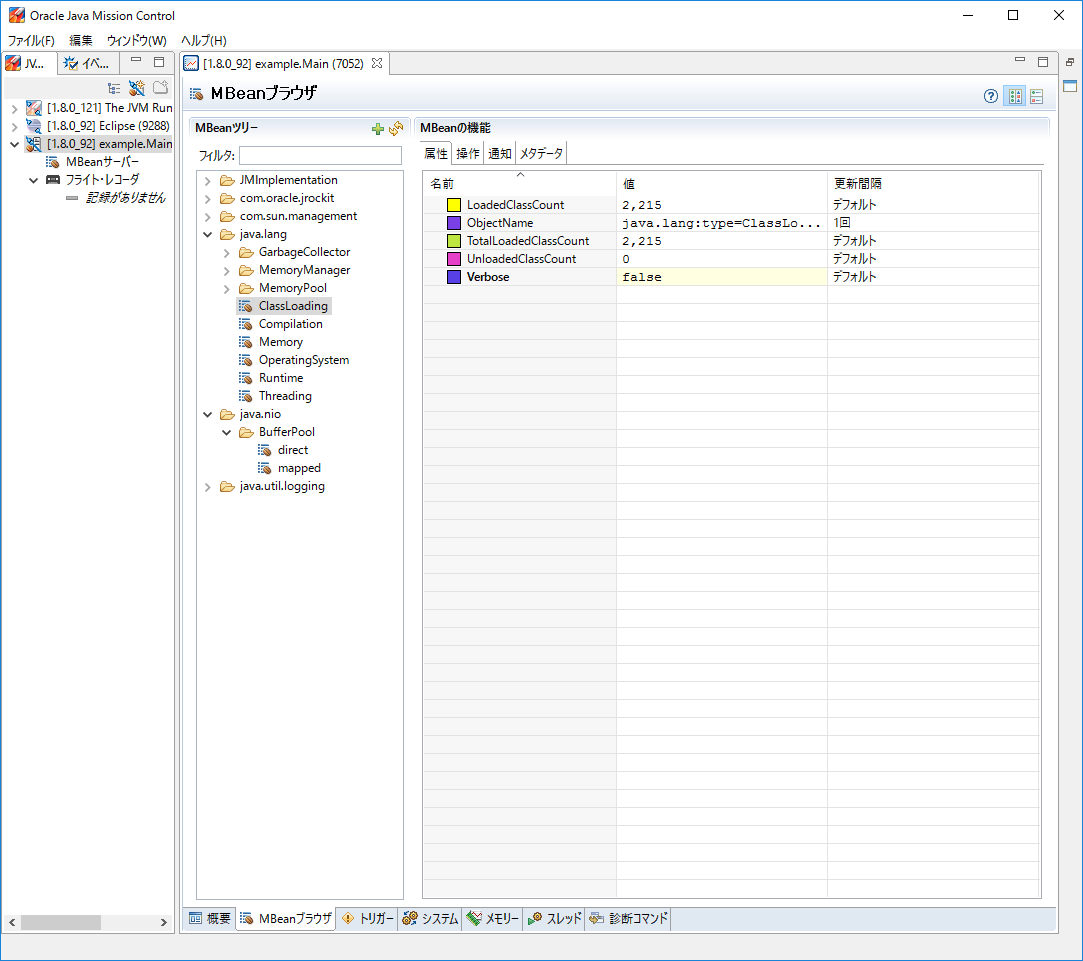 Oracle Java Mission Control
ファイル(F) 編集 ウィンドウ(W) ヘルプ(H)
JV... イベ...
[1.8.0_121] The JVM Run
[1.8.0_92] Eclipse (9288)
[1.8.0_92] example.Main
MBeanサーバー
フライト・レコーダ
記録がありません
[1.8.0_92] example.Main (7052)
MBeanブラウザ
MBeanツリー
フィルタ:
JMImplementation
com.oracle.jrockit
com.sun.management
java.lang
GarbageCollector
MemoryManager
MemoryPool
ClassLoading
Compilation
Memory
OperatingSystem
Runtime
Threading
java.nio
BufferPool
direct
mapped
java.util.logging
MBeanの機能
属性 操作 通知 メタデータ
名前 値 更新間隔
LoadedClassCount 2,215 デフォルト
ObjectName java.lang:type=ClassLo... 1回
TotalLoadedClassCount 2,215 デフォルト
UnloadedClassCount 0 デフォルト
Verbose false デフォルト
概要 MBeanブラウザ トリガー システム メモリー スレッド 診断コマンド